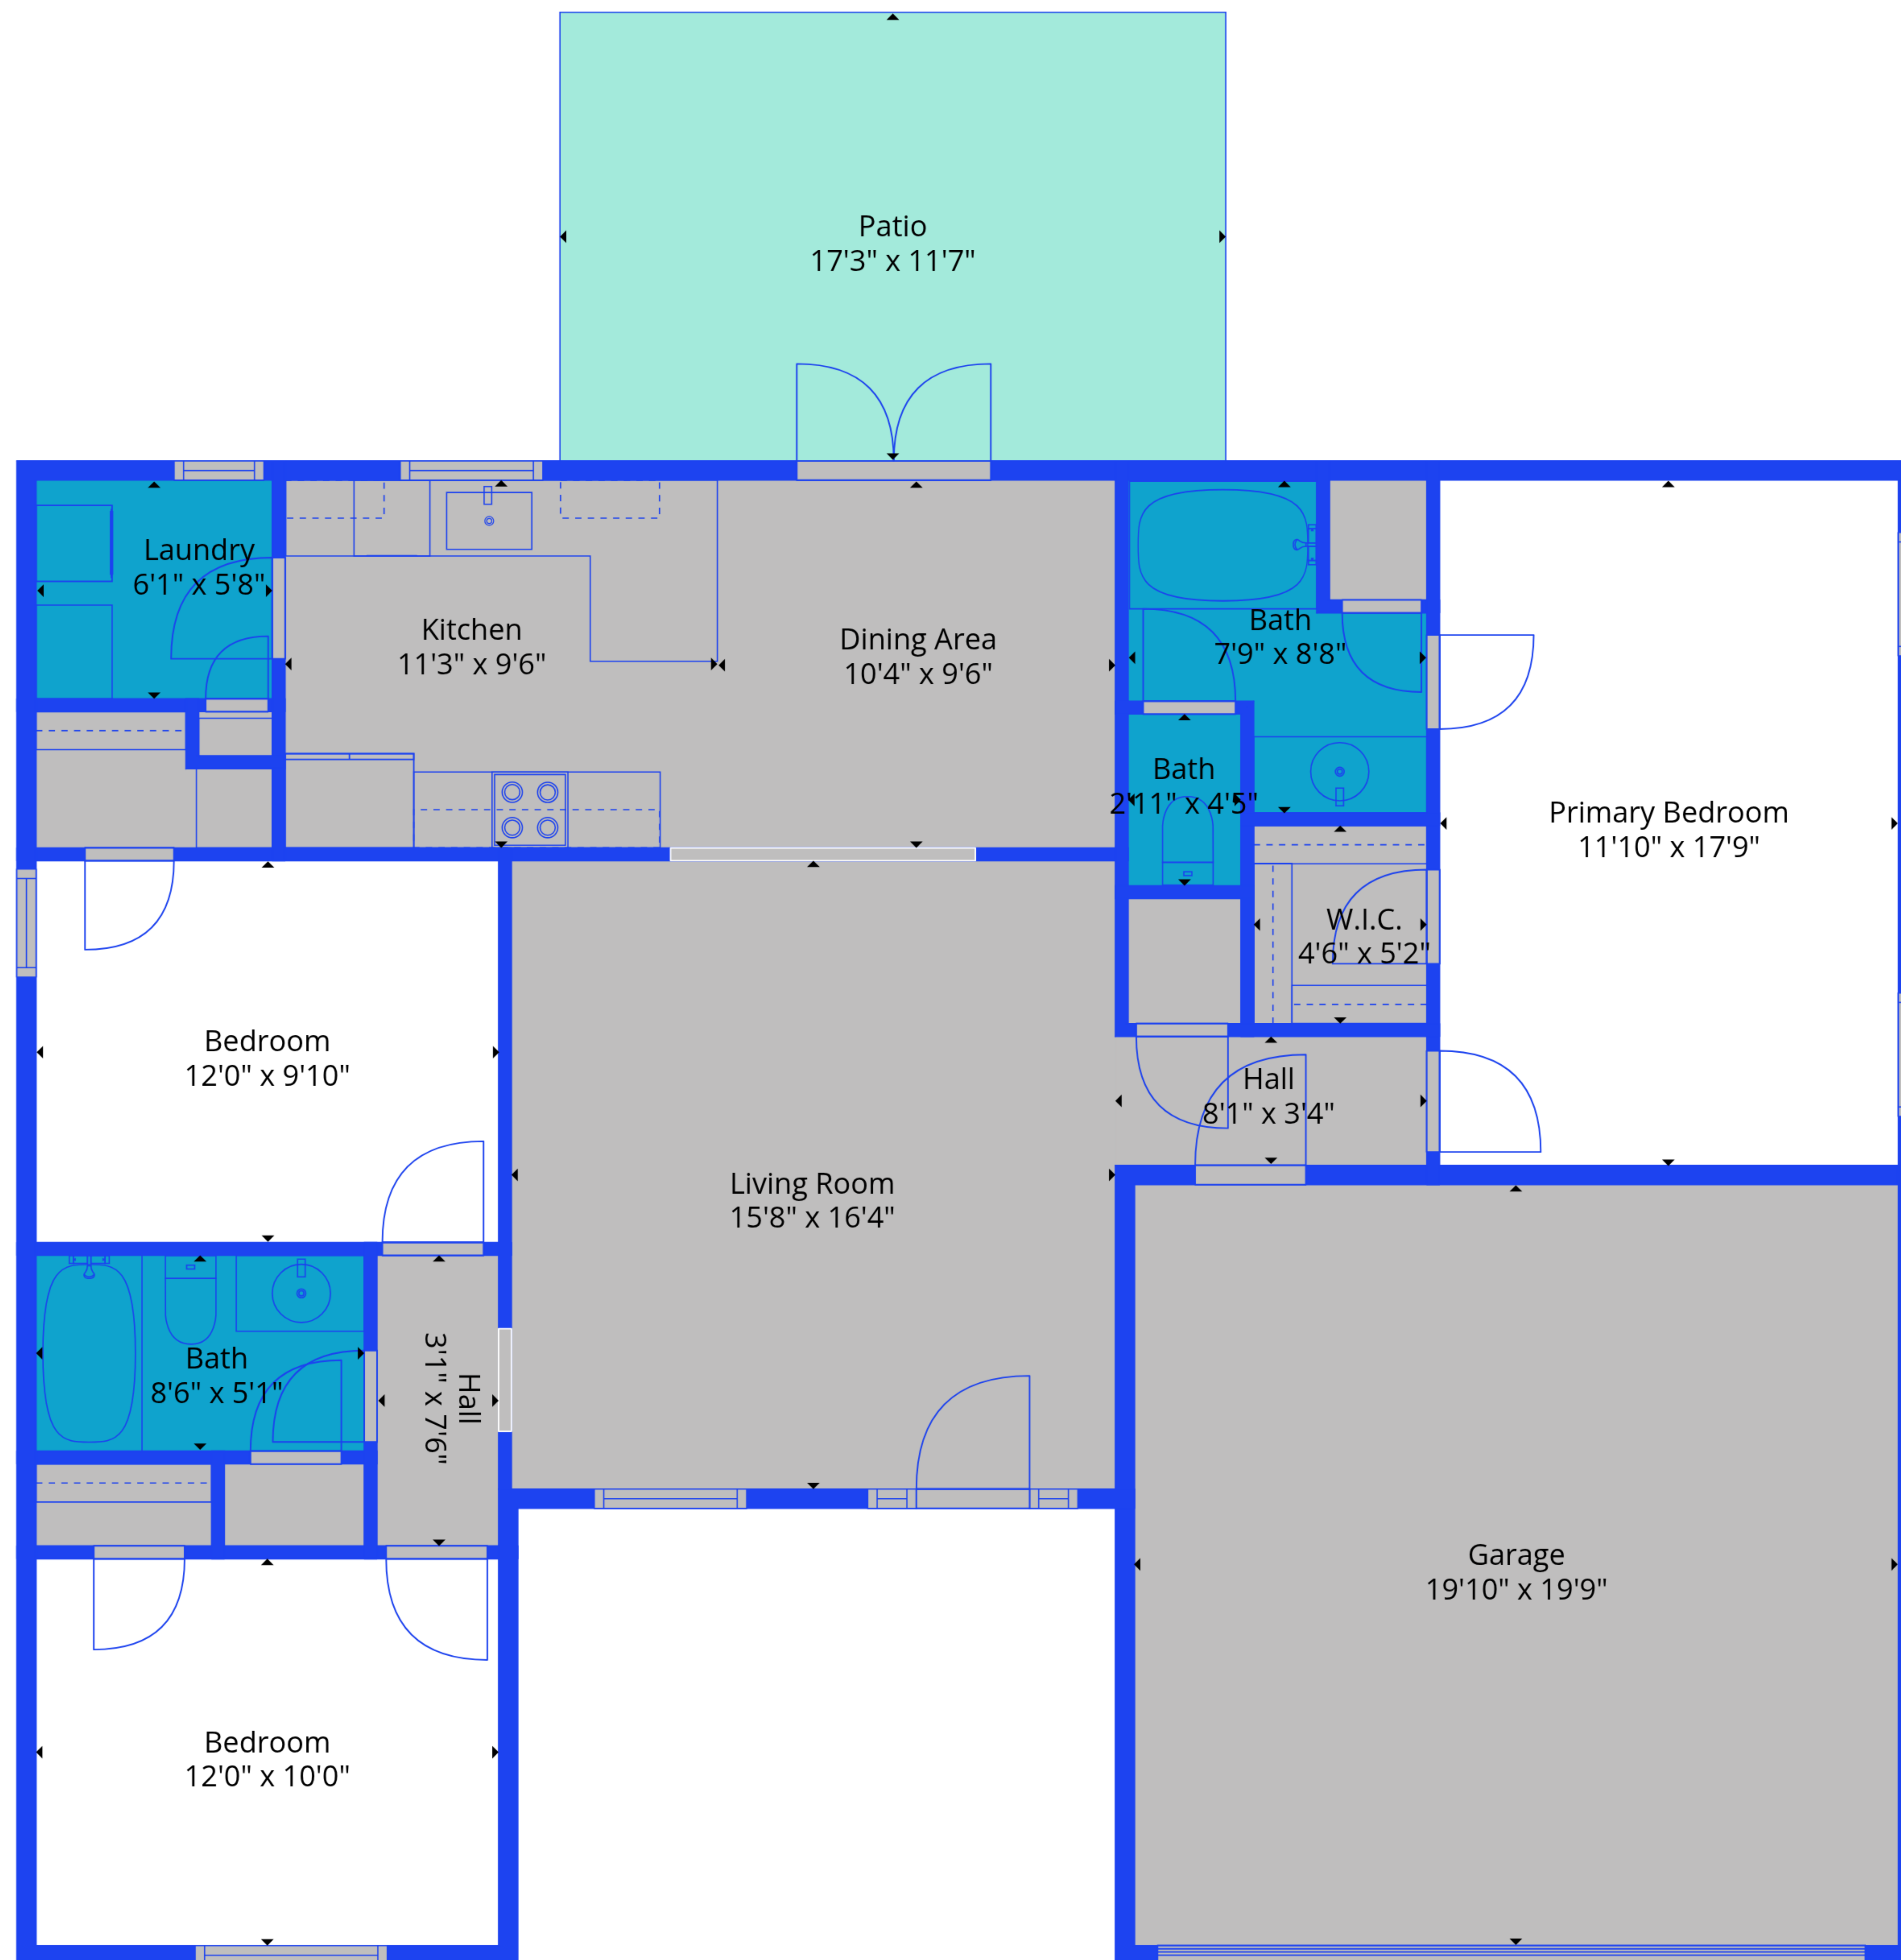 Patio
17'3" x 11'7"
Laundry
6'1" x 5'8"
Kitchen
11'3" x 9'6"
Dining Area
10'4" x 9'6"
Bath
7'9" x 8'8"
Bath
2'11" x 4'5"
Primary Bedroom
11'10" x 17'9"
W.I.C.
4'6" x 5'2"
Bedroom
12'0" x 9'10"
Hall
8'1" x 3'4"
Living Room
15'8" x 16'4"
Bath
8'6" x 5'1"
Hall
3'1" x 7'6"
Garage
19'10" x 19'9"
Bedroom
12'0" x 10'0"